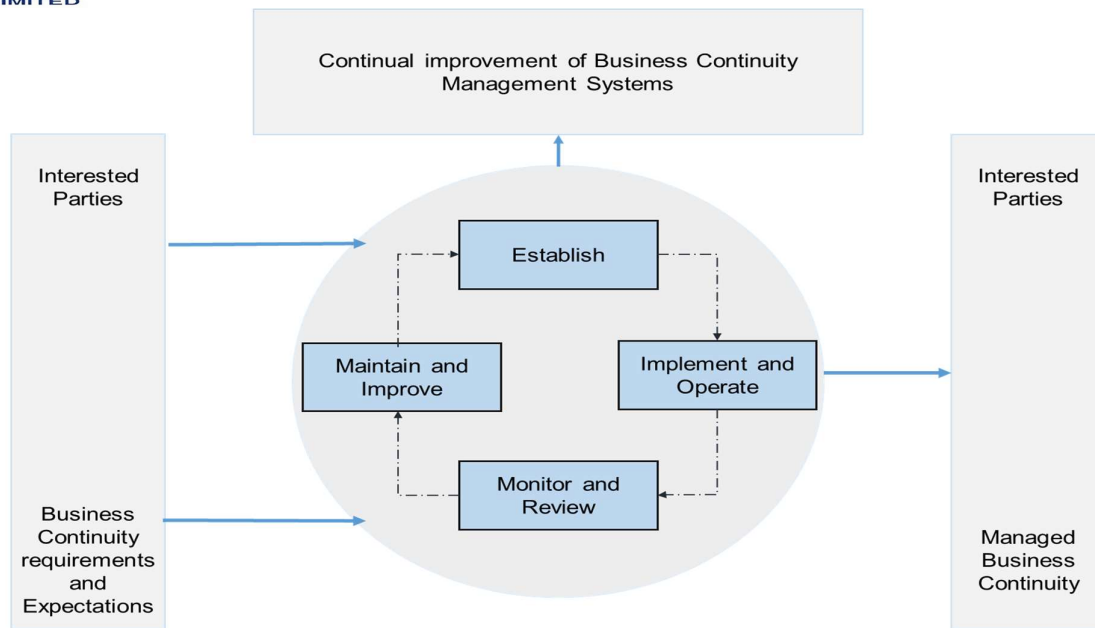 LIMITED
Continual improvement of Business Continuity
Management Systems
Interested
Parties
Business
Continuity
requirements
and
Expectations
Establish
Maintain and
Improve
Implement and
Operate
Monitor and
Review
Interested
Parties
Managed
Business
Continuity